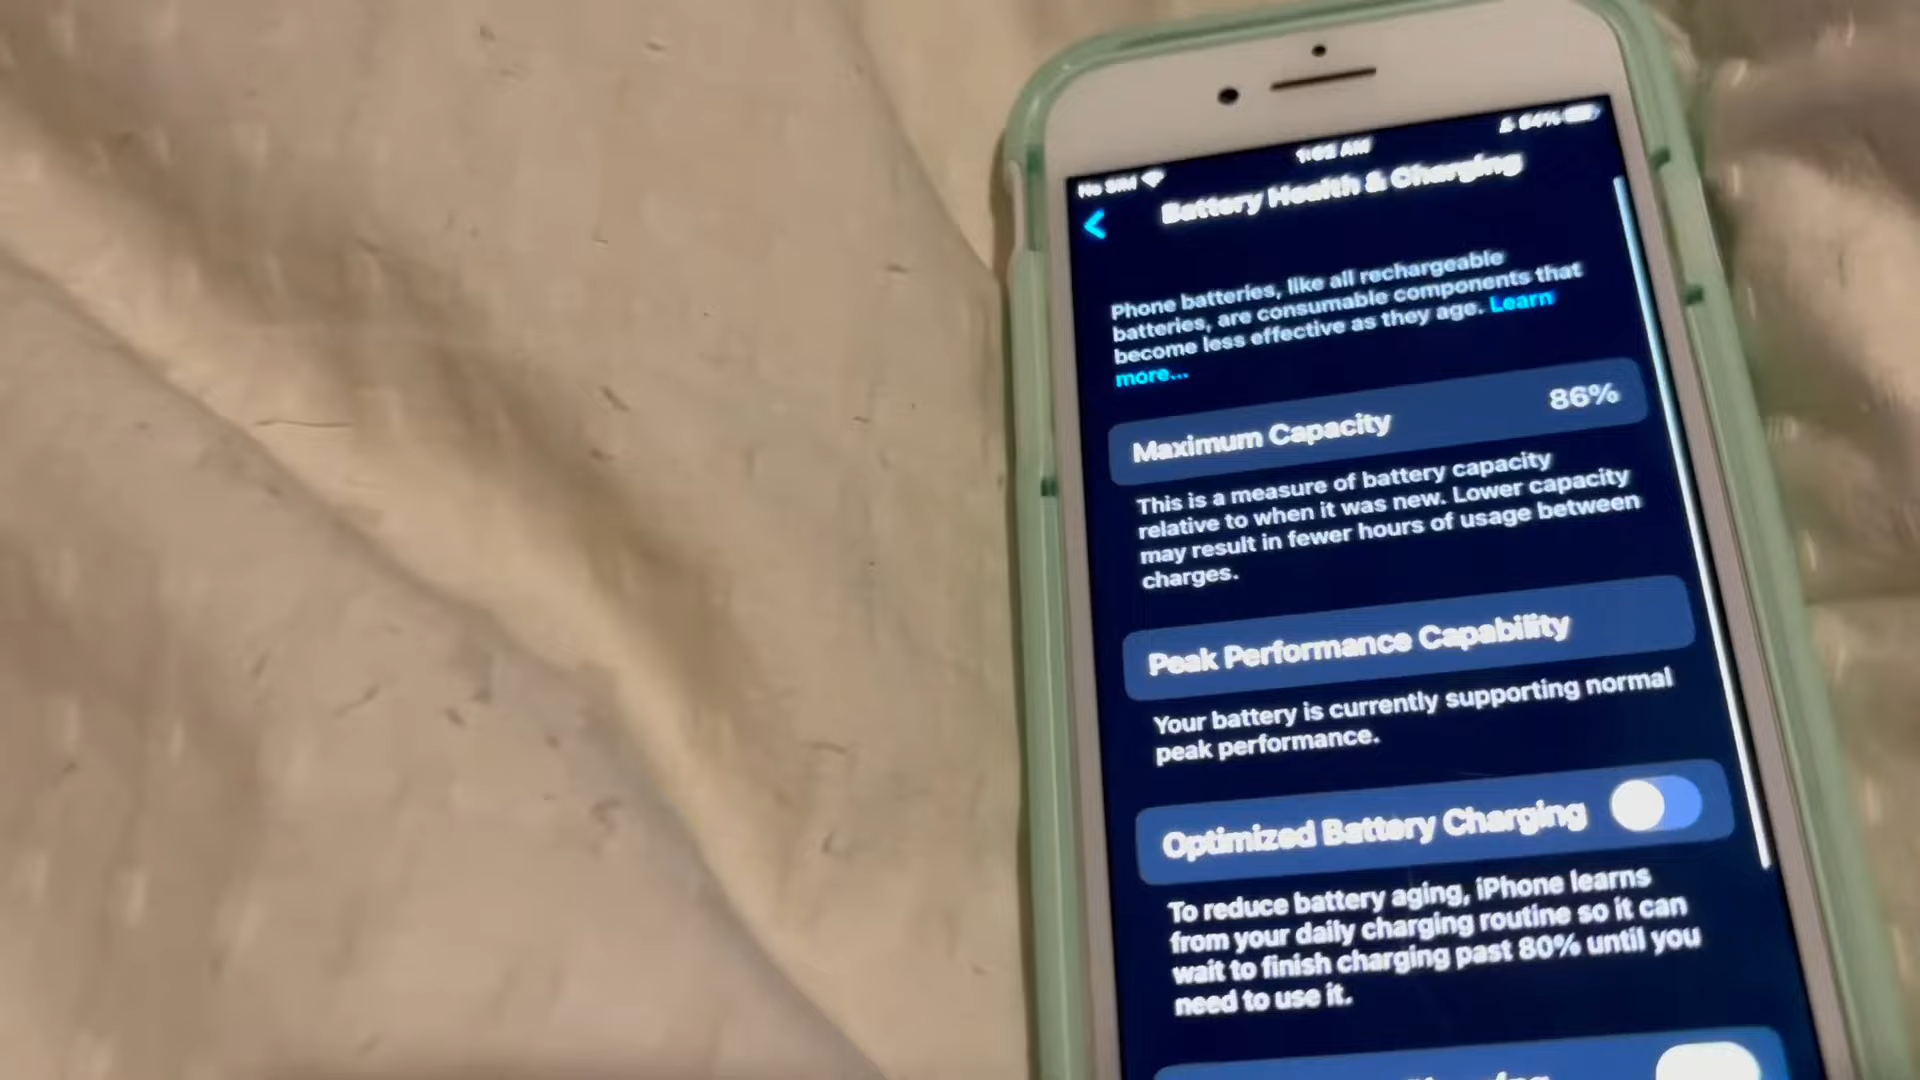 No SIM
1:02 AM
Battery Health & Charging
Phone batteries, like all rechargeable
batteries, are consumable components that
become less effective as they age. Learn
more...
Maximum Capacity 86%
This is a measure of battery capacity
relative to when it was new. Lower capacity
may result in fewer hours of usage between
charges.
Peak Performance Capability
Your battery is currently supporting normal
peak performance.
Optimized Battery Charging
To reduce battery aging, iPhone learns
from your daily charging routine so it can
wait to finish charging past 80% until you
need to use it.